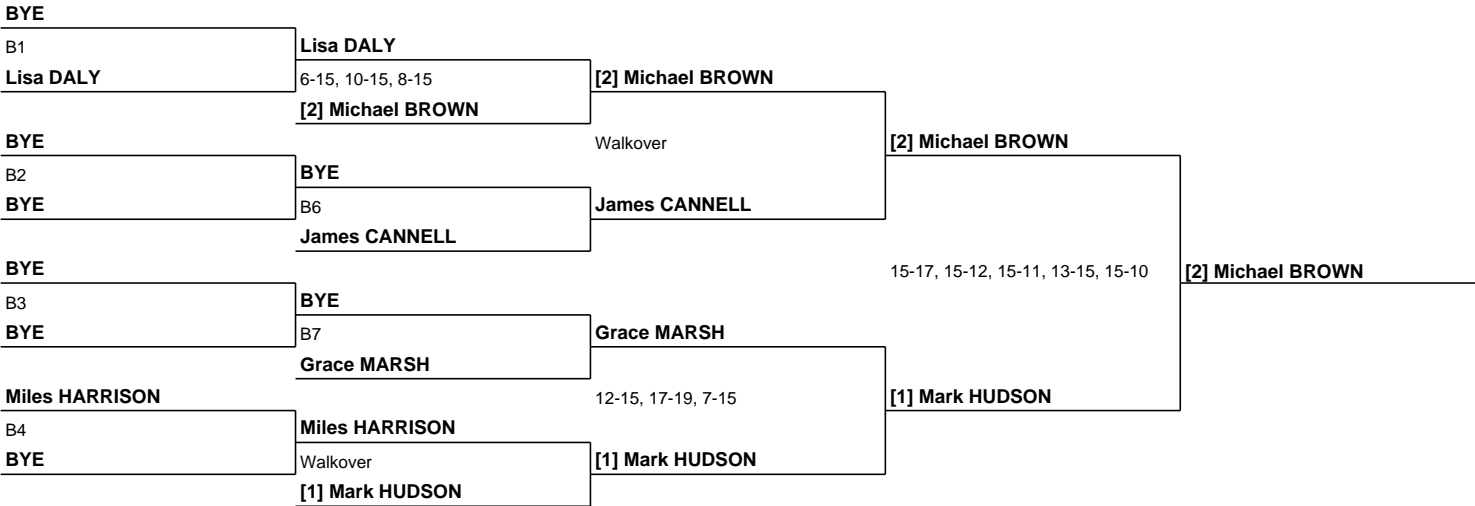 BYE
B1
Lisa DALY
Lisa DALY
6-15, 10-15, 8-15
[2] Michael BROWN
[2] Michael BROWN
BYE
B2
BYE
BYE
B6
James CANNELL
Walkover
James CANNELL
[2] Michael BROWN
BYE
B3
BYE
BYE
B7
Grace MARSH
Grace MARSH
Miles HARRISON
B4
BYE
Miles HARRISON
Walkover
[1] Mark HUDSON
12-15, 17-19, 7-15
[1] Mark HUDSON
[1] Mark HUDSON
15-17, 15-12, 15-11, 13-15, 15-10
[2] Michael BROWN